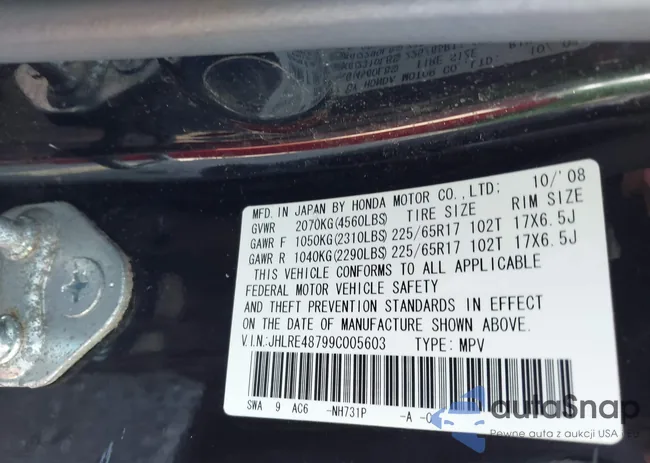 MFD. IN JAPAN BY HONDA MOTOR CO., LTD: 10/'08
GVWR 2070KG(4560LBS) TIRE SIZE RIM SIZE
GAWR F 1050KG(2310LBS) 225/65R17 102T 17X6.5J
GAWR R 1040KG(2290LBS) 225/65R17 102T 17X6.5J
THIS VEHICLE CONFORMS TO ALL APPLICABLE
FEDERAL MOTOR VEHICLE SAFETY
AND THEFT PREVENTION STANDARDS IN EFFECT
ON THE DATE OF MANUFACTURE SHOWN ABOVE.
V.I.N:JHLRE48799C005603 TYPE: MPV
SWA 9 AC6 -NH731P -A
autoSnap
Pewne auta z aukcji USA